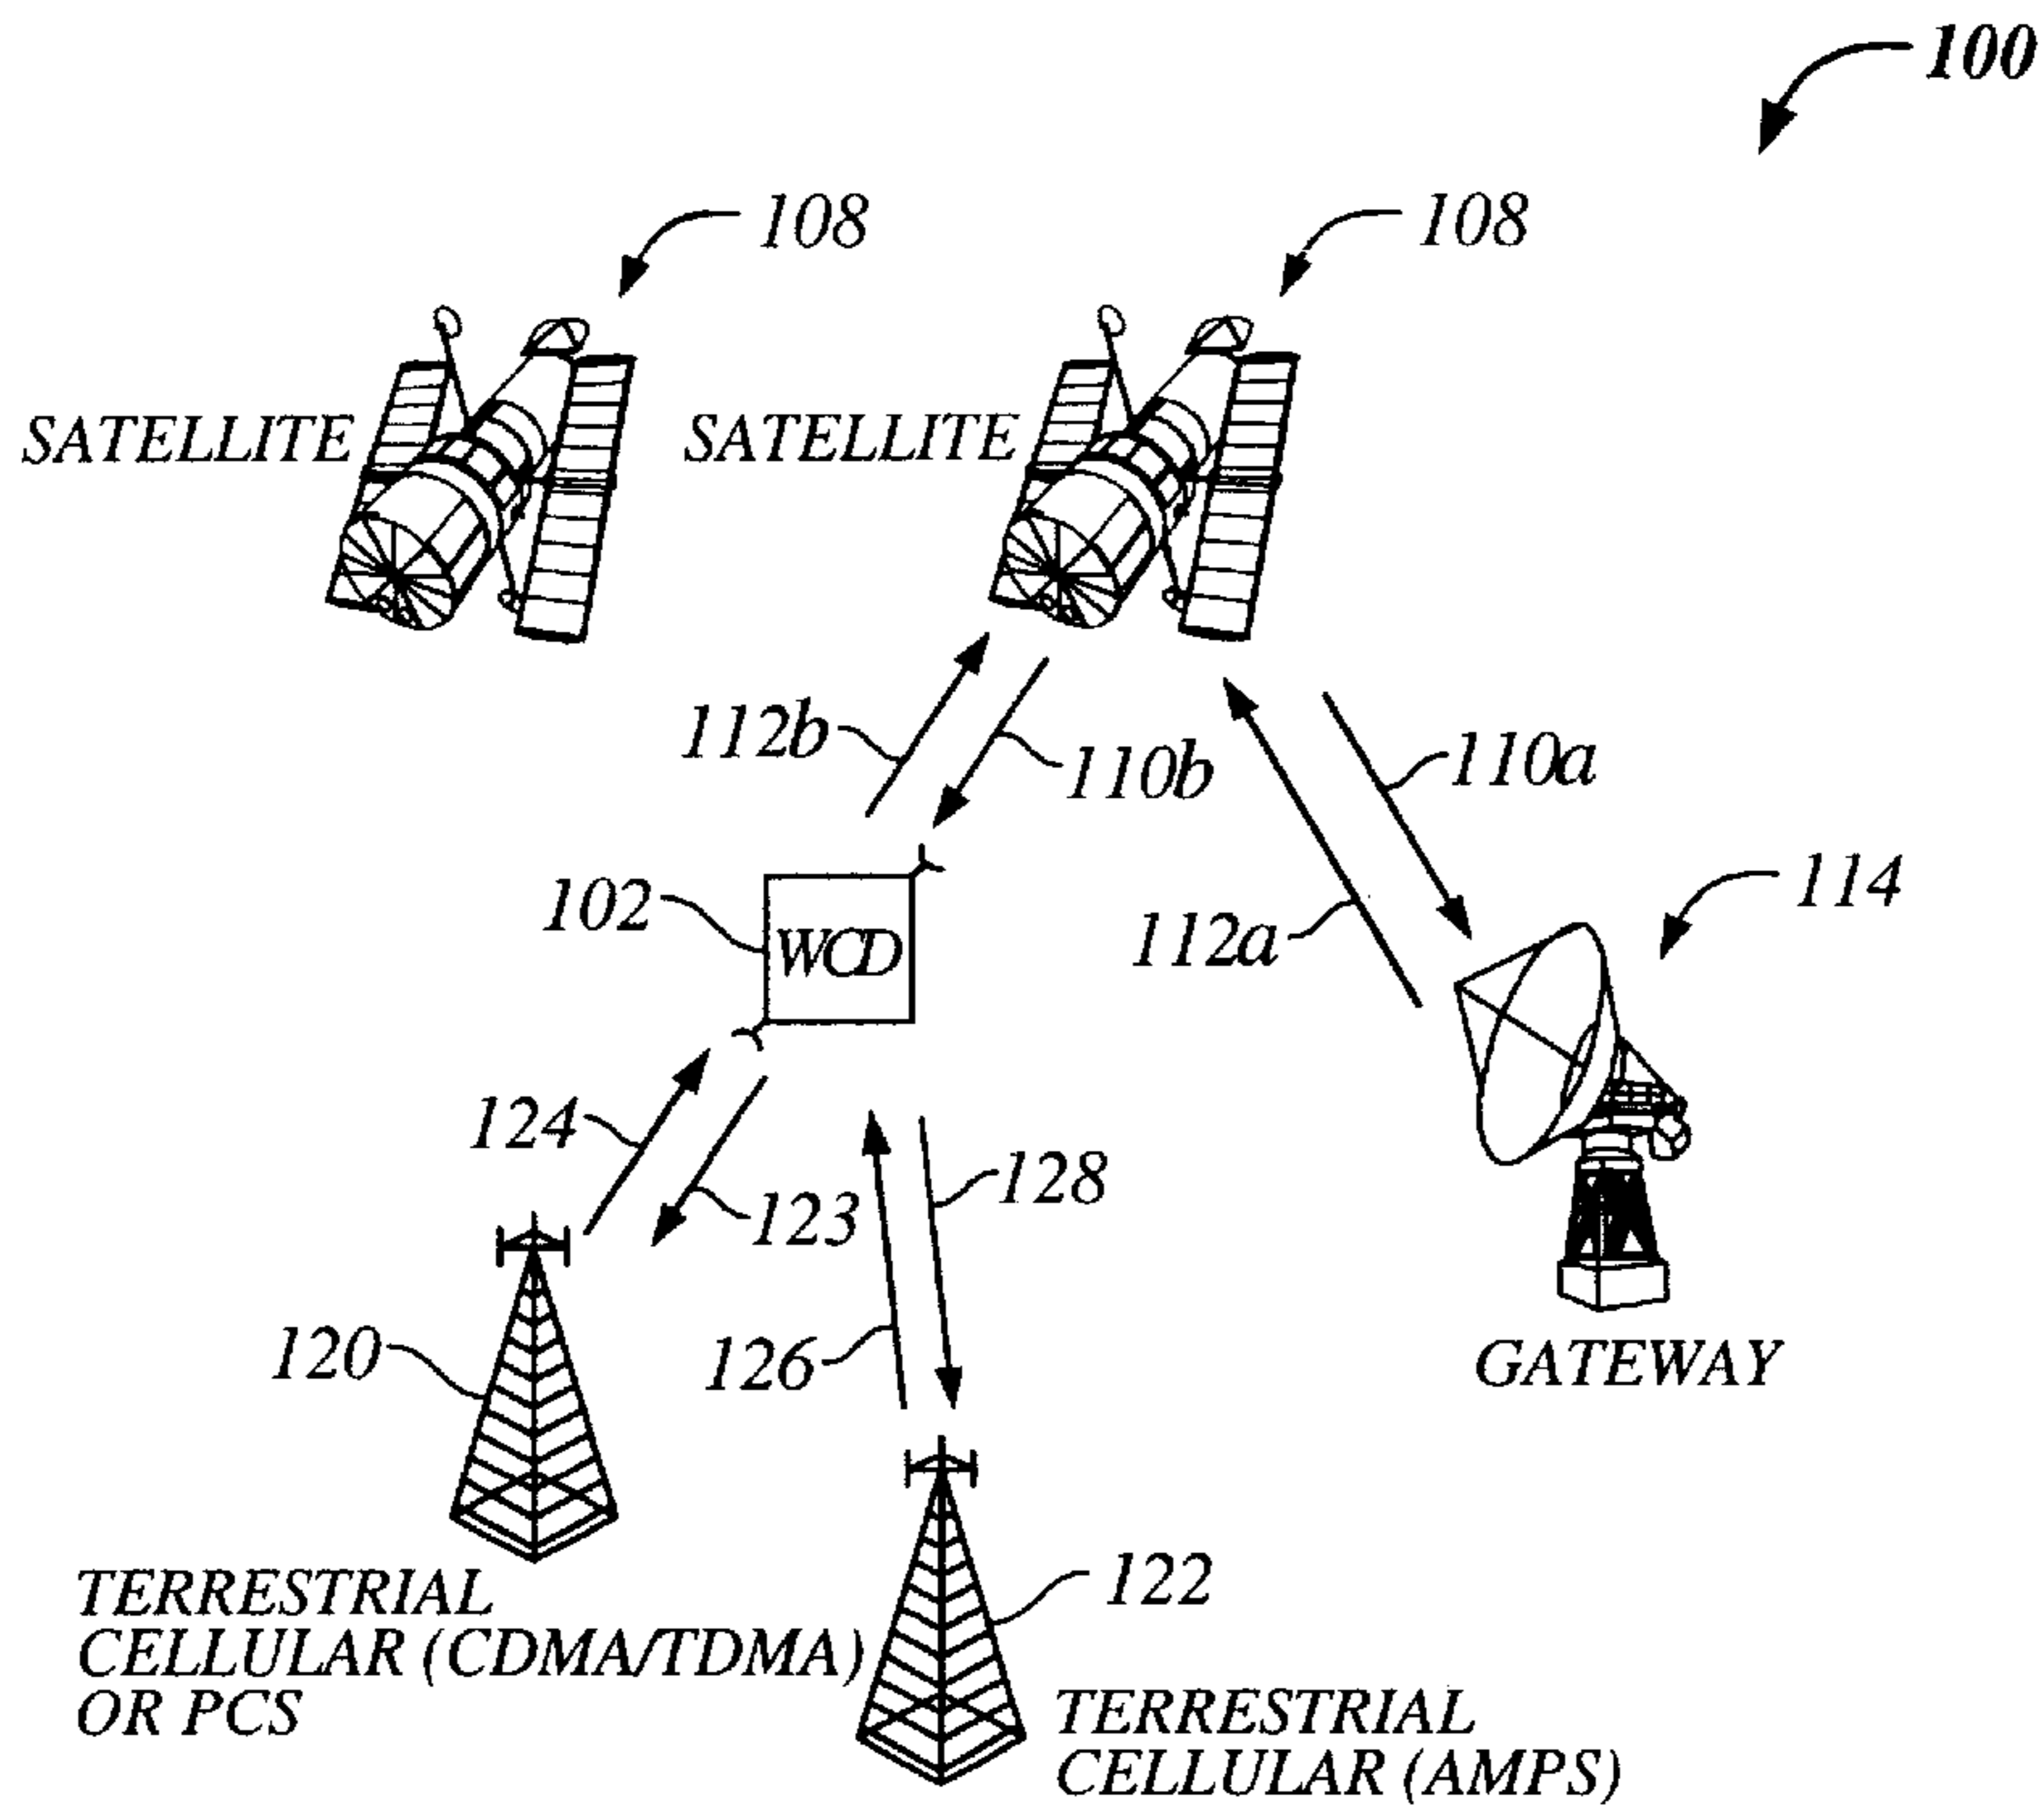 100
108
108
SATELLITE
SATELLITE
112b
110b
110a
102
WCD
112a
114
124
123
128
120
126
GATEWAY
122
TERRESTRIAL
CELLULAR (CDMA/TDMA)
OR PCS
TERRESTRIAL
CELLULAR (AMPS)